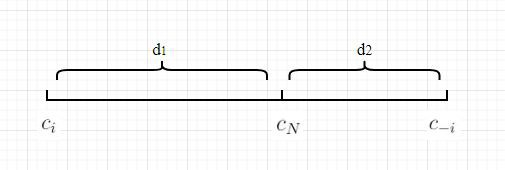 d1 d2
c_i c_N c_{-i}